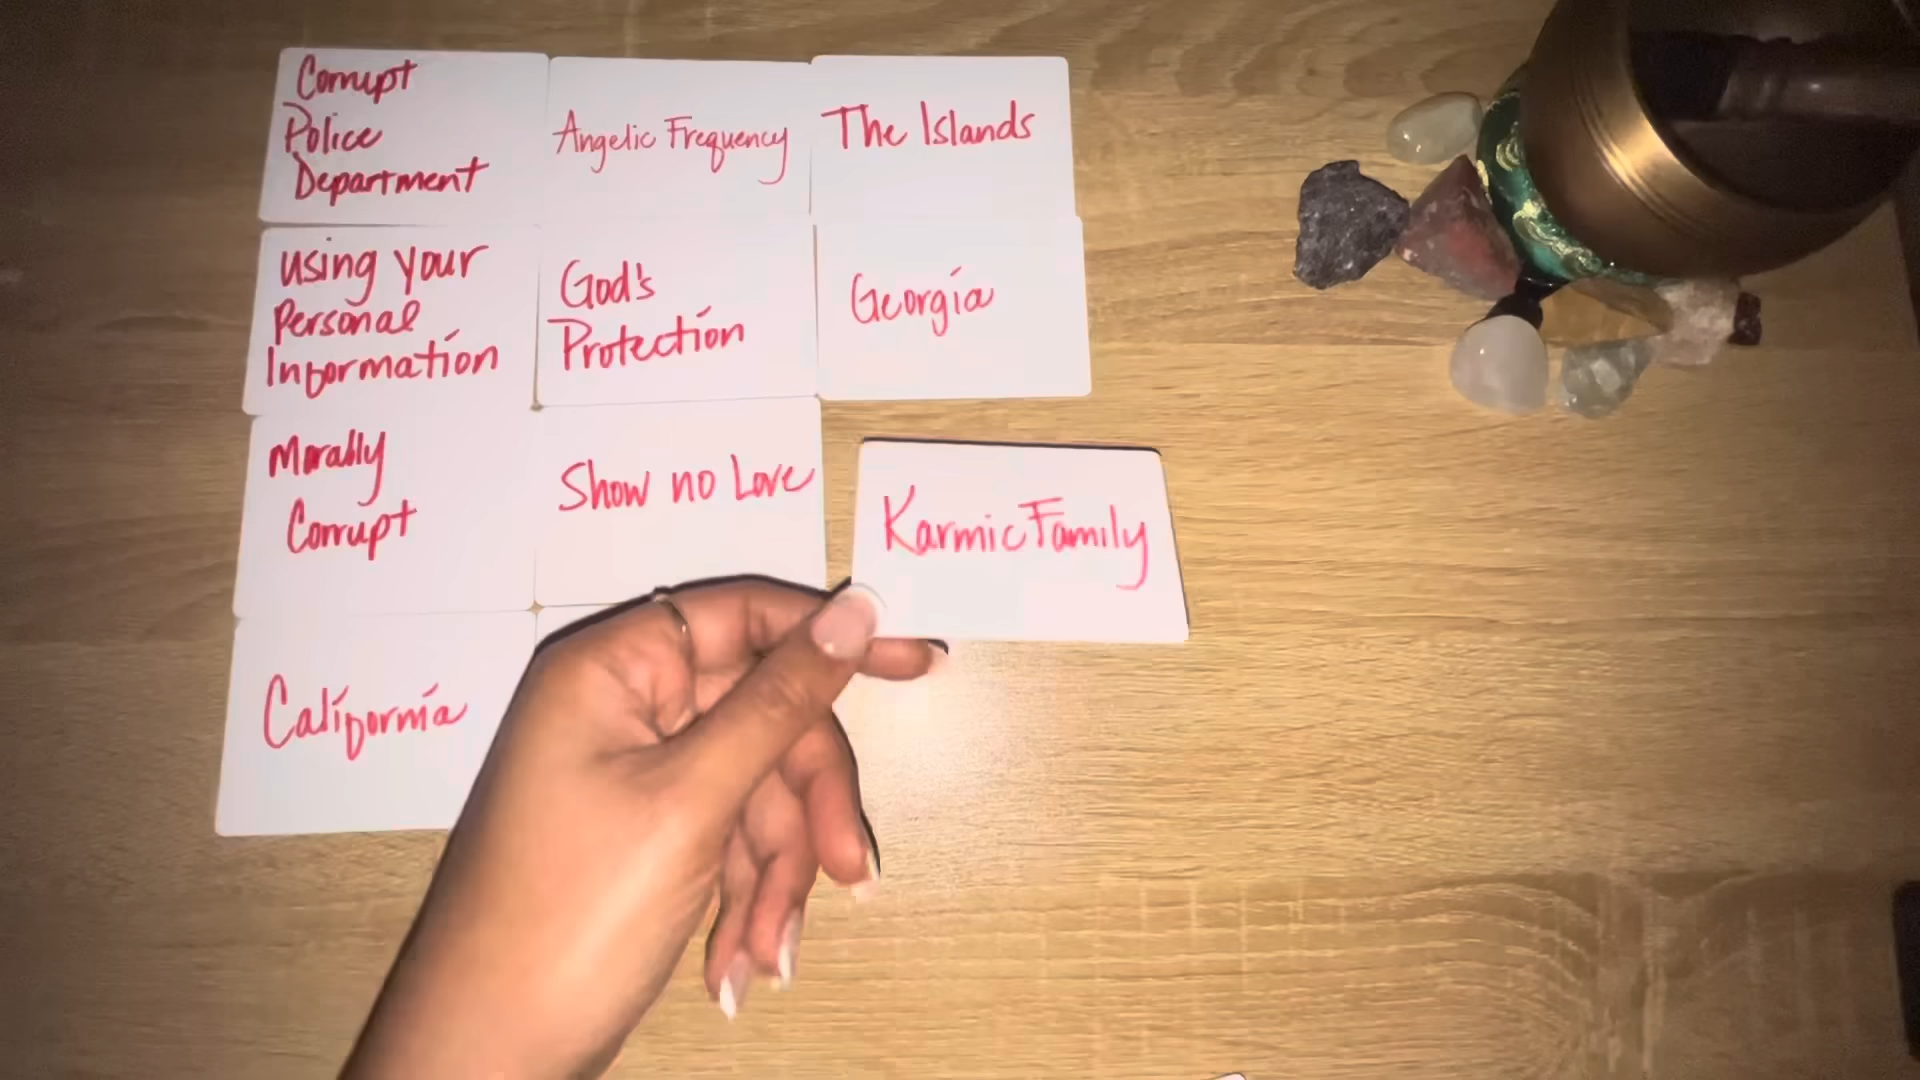 Corrupt
Police
Department
Angelic Frequency
The Islands
using your
Personal
Information
God's
Protection
Georgia
Morally
Corrupt
Show no Love
Karmic Family
California